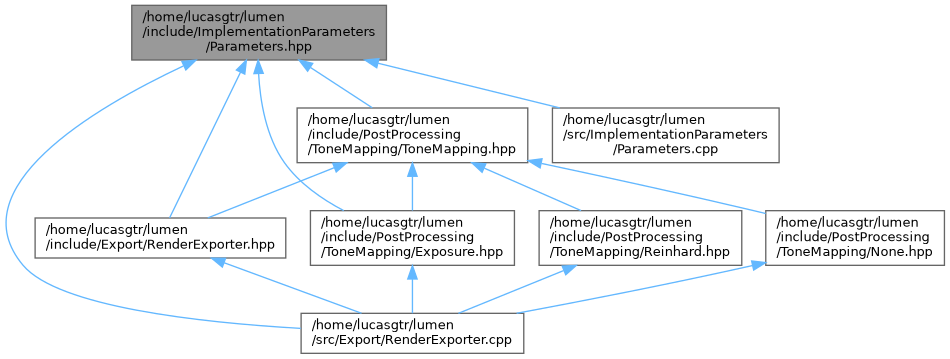 /home/lucasgtr/lumen
/include/ImplementationParameters
/Parameters.hpp
/home/lucasgtr/lumen
/include/PostProcessing
/ToneMapping/ToneMapping.hpp
/home/lucasgtr/lumen
/src/ImplementationParameters
/Parameters.cpp
/home/lucasgtr/lumen
/include/Export/RenderExporter.hpp
/home/lucasgtr/lumen
/include/PostProcessing
/ToneMapping/Exposure.hpp
/home/lucasgtr/lumen
/include/PostProcessing
/ToneMapping/Reinhard.hpp
/home/lucasgtr/lumen
/include/PostProcessing
/ToneMapping/None.hpp
/home/lucasgtr/lumen
/src/Export/RenderExporter.cpp